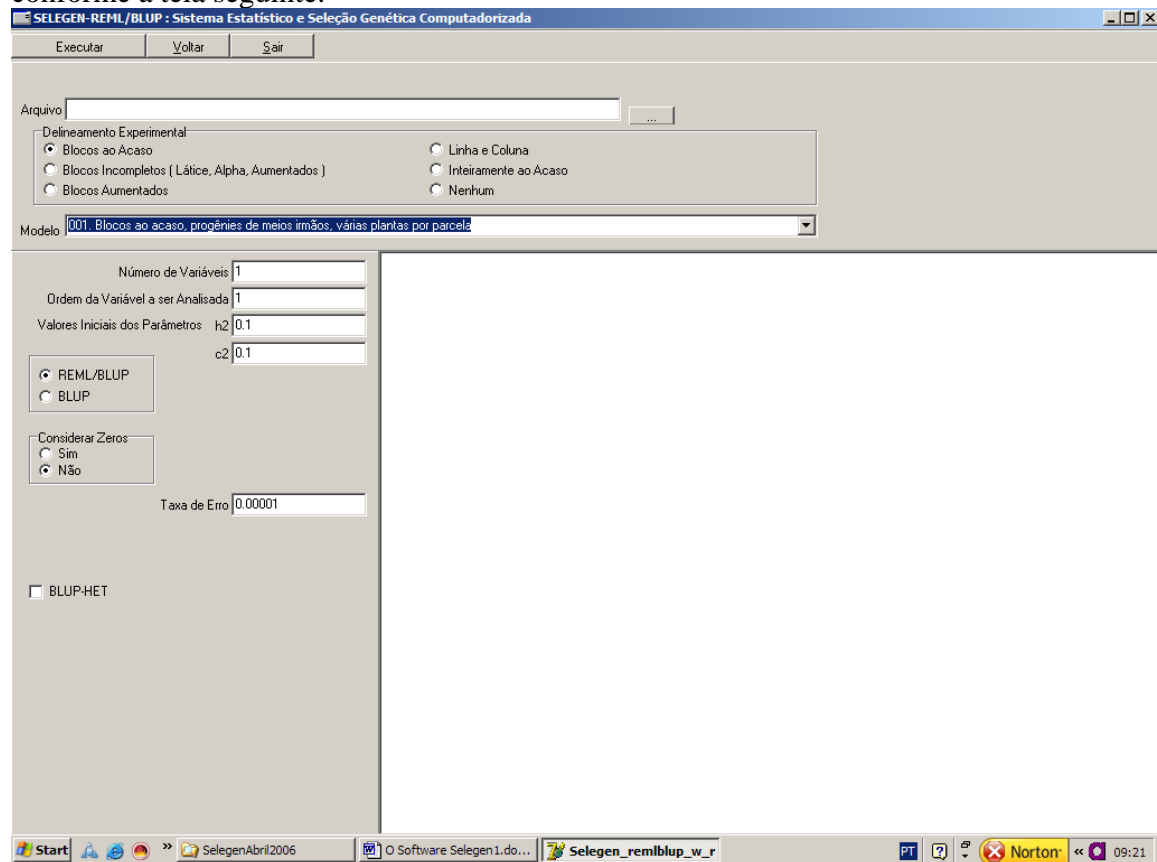 conforme a tela seguinte.
SELEGEN-REML/BLUP : Sistema Estatístico e Seleção Genética Computadorizada
Executar Voltar Sair
Arquivo ...
Delineamento Experimental
Blocos ao Acaso Linha e Coluna
Blocos Incompletos ( Látice, Alpha, Aumentados ) Inteiramente ao Acaso
Blocos Aumentados Nenhum
Modelo 001. Blocos ao acaso, progênies de meios irmãos, várias plantas por parcela
Número de Variáveis 1
Ordem da Variável a ser Analisada 1
Valores Iniciais dos Parâmetros h2 0.1
c2 0.1
REML/BLUP
BLUP
Considerar Zeros
Sim
Não
Taxa de Erro 0.00001
BLUP-HET
Start » SelegenAbril2006 O Software Selegen1.do... Selegen_remlblup_w_r PT ? Norton « 09:21